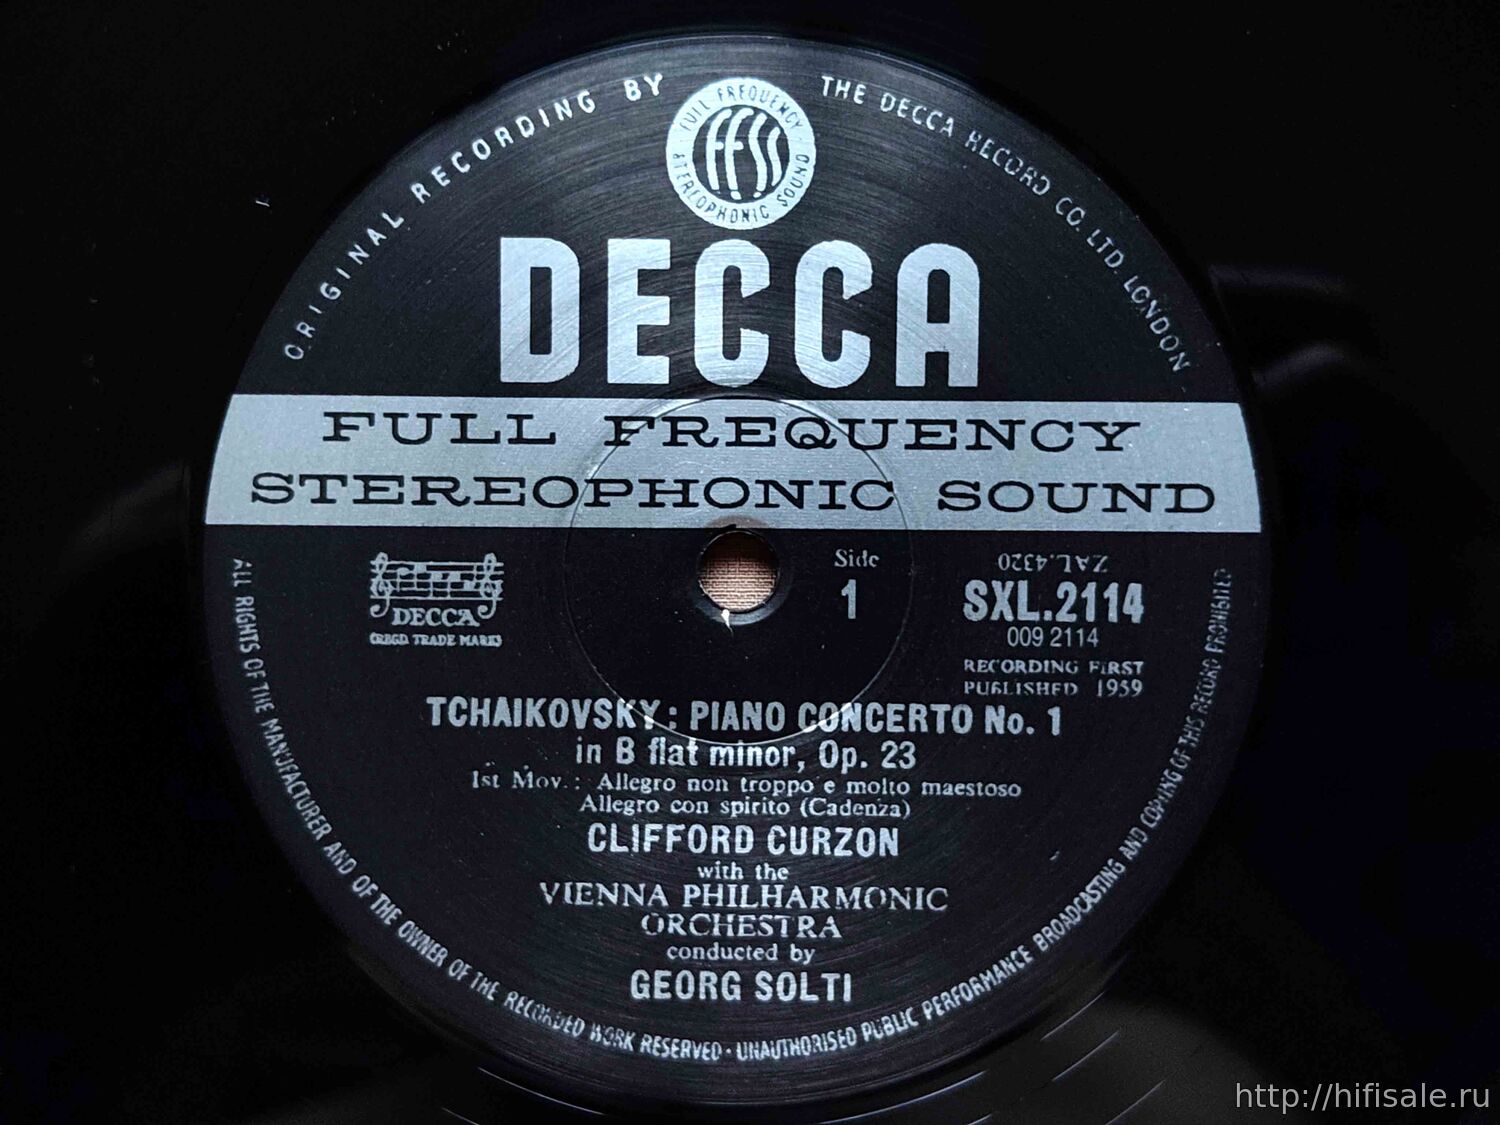 ORIGINAL RECORDING BY
THE DECCA RECORD CO. LTD. LONDON
FULL FREQUENCY
FFSS
STEREOPHONIC SOUND
DECCA
FULL FREQUENCY
STEREOPHONIC SOUND
DECCA
(REGD. TRADE MARK)
Side
1
ZAL.4320
SXL.2114
009 2114
RECORDING FIRST
PUBLISHED 1959
TCHAIKOVSKY: PIANO CONCERTO No. 1
in B flat minor, Op. 23
1st Mov.: Allegro non troppo e molto maestoso
Allegro con spirito (Cadenza)
CLIFFORD CURZON
with the
VIENNA PHILHARMONIC
ORCHESTRA
conducted by
GEORG SOLTI
ALL RIGHTS OF THE MANUFACTURER AND OF THE OWNER OF THE RECORDED WORK RESERVED · UNAUTHORISED PUBLIC PERFORMANCE BROADCASTING AND COPYING OF THIS RECORD PROHIBITED
http://hifisale.ru